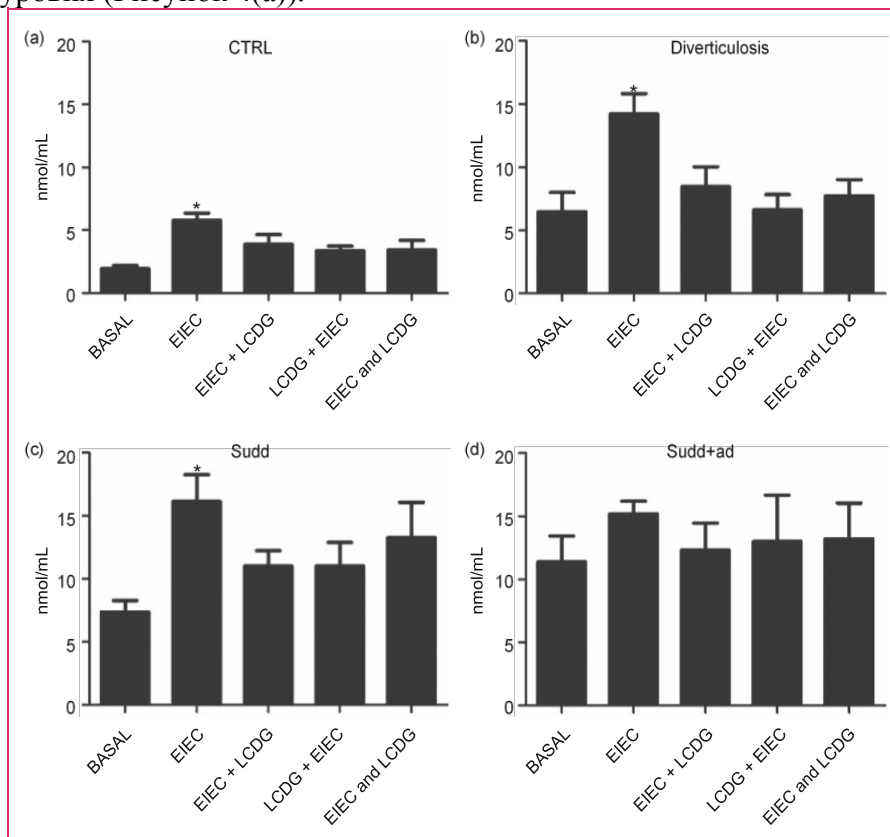 (a) CTRL
20
15
10
5
0
nmol/mL
*
BASAL
EIEC
EIEC + LCDG
LCDG + EIEC
EIEC and LCDG
(b) Diverticulosis
20
15
10
5
0
nmol/mL
*
BASAL
EIEC
EIEC + LCDG
LCDG + EIEC
EIEC and LCDG
(c) Sudd
20
15
10
5
0
nmol/mL
*
BASAL
EIEC
EIEC + LCDG
LCDG + EIEC
EIEC and LCDG
(d) Sudd+ad
20
15
10
5
0
nmol/mL
BASAL
EIEC
EIEC + LCDG
LCDG + EIEC
EIEC and LCDG